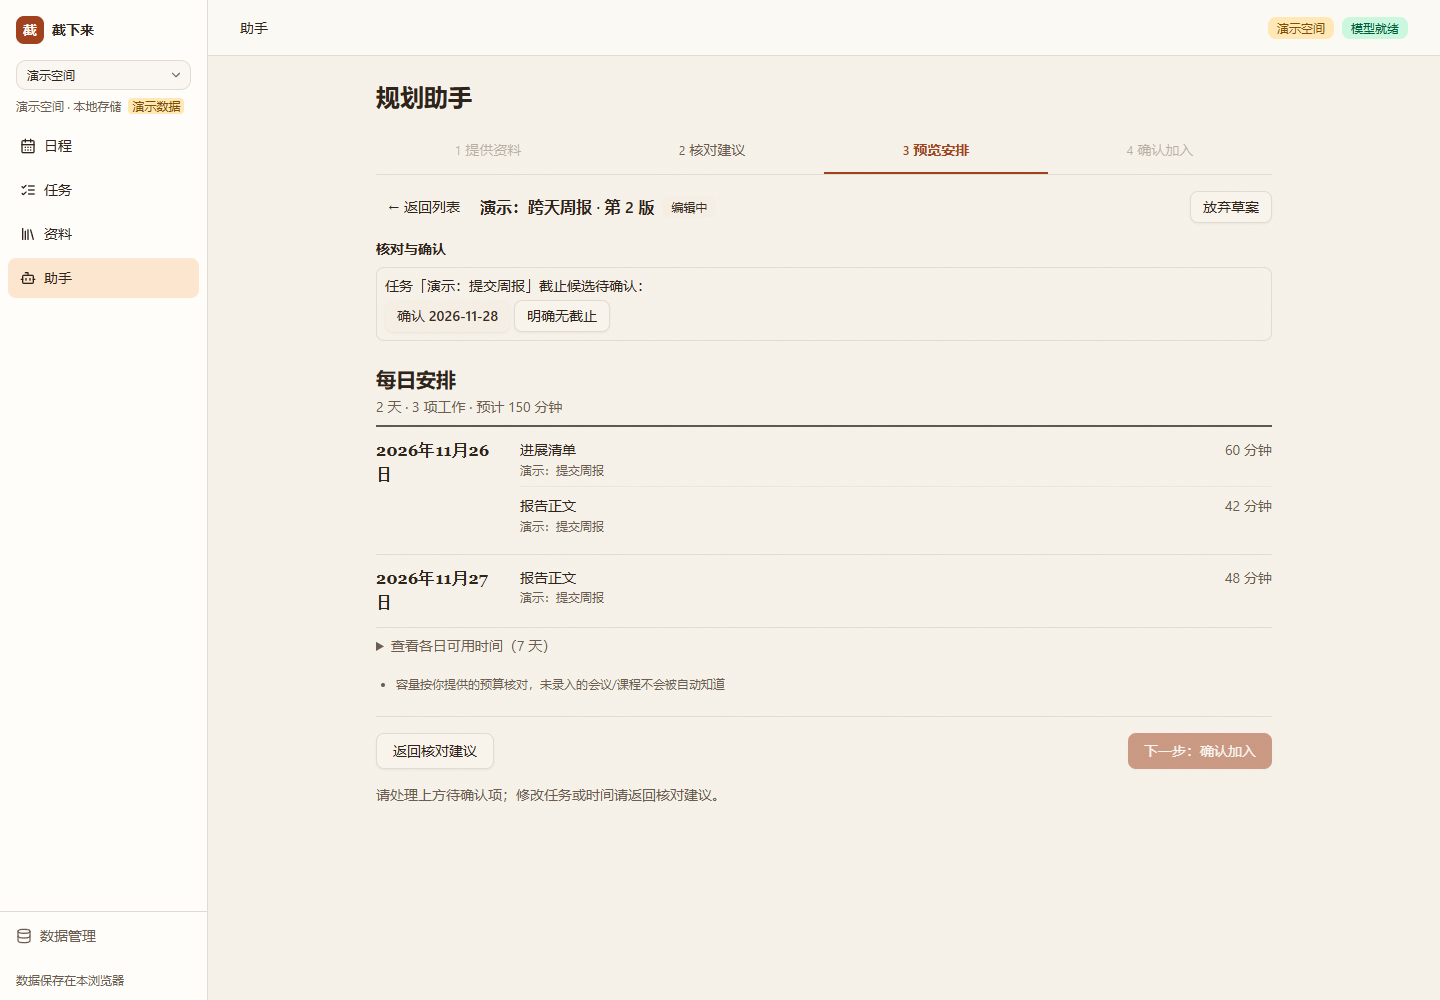 截 截下来
演示空间
演示空间 · 本地存储 演示数据
日程
任务
资料
助手
数据管理
数据保存在本浏览器
助手
演示空间 模型就绪
规划助手
1 提供资料 2 核对建议 3 预览安排 4 确认加入
← 返回列表 演示：跨天周报 · 第 2 版 编辑中 放弃草案
核对与确认
任务「演示：提交周报」截止候选待确认：
确认 2026-11-28 明确无截止
每日安排
2 天 · 3 项工作 · 预计 150 分钟
2026年11月26
日
进展清单 60 分钟
演示：提交周报
报告正文 42 分钟
演示：提交周报
2026年11月27
日
报告正文 48 分钟
演示：提交周报
▶ 查看各日可用时间（7 天）
• 容量按你提供的预算核对，未录入的会议/课程不会被自动知道
返回核对建议 下一步：确认加入
请处理上方待确认项；修改任务或时间请返回核对建议。